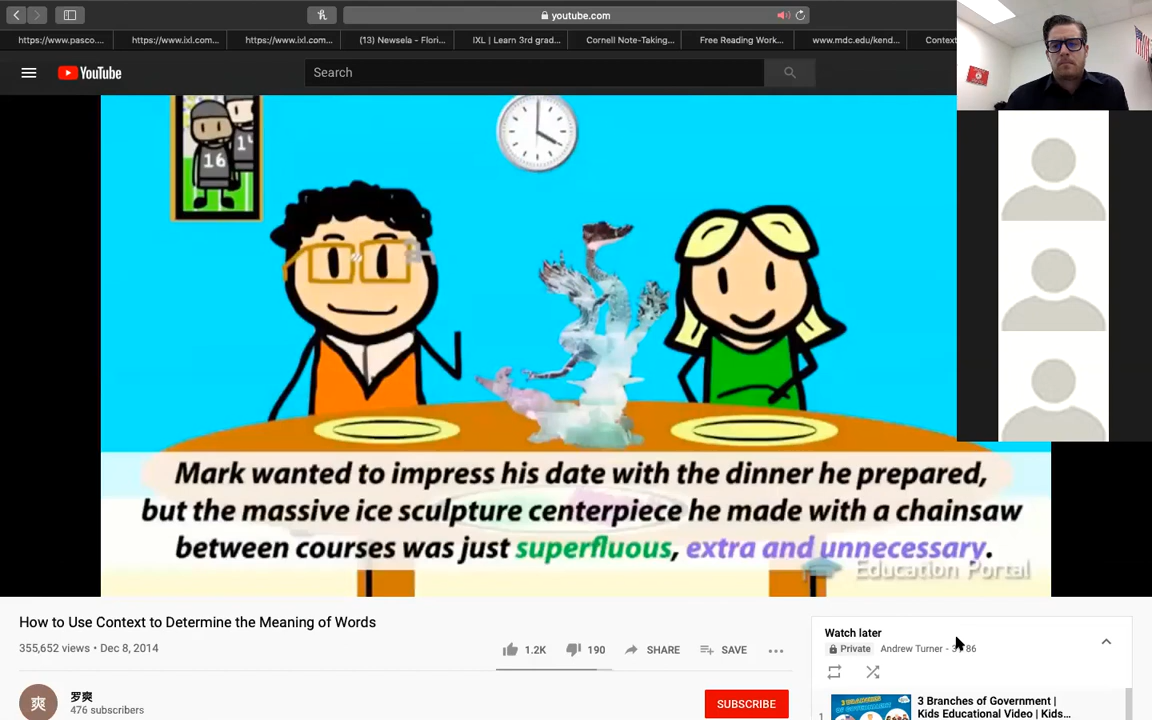 youtube.com
https://www.pasco....
https://www.ixl.com...
https://www.ixl.com...
(13) Newsela - Flori...
IXL | Learn 3rd grad...
Cornell Note-Taking...
Free Reading Work...
www.mdc.edu/kend...
Context
YouTube
Search
16
1
Mark wanted to impress his date with the dinner he prepared,
but the massive ice sculpture centerpiece he made with a chainsaw
between courses was just superfluous, extra and unnecessary.
Education Portal
How to Use Context to Determine the Meaning of Words
355,652 views • Dec 8, 2014
1.2K
190
SHARE
SAVE
罗爽
爽
476 subscribers
SUBSCRIBE
Watch later
Private
Andrew Turner -
86
1
3 Branches of Government |
Kids Educational Video | Kids...